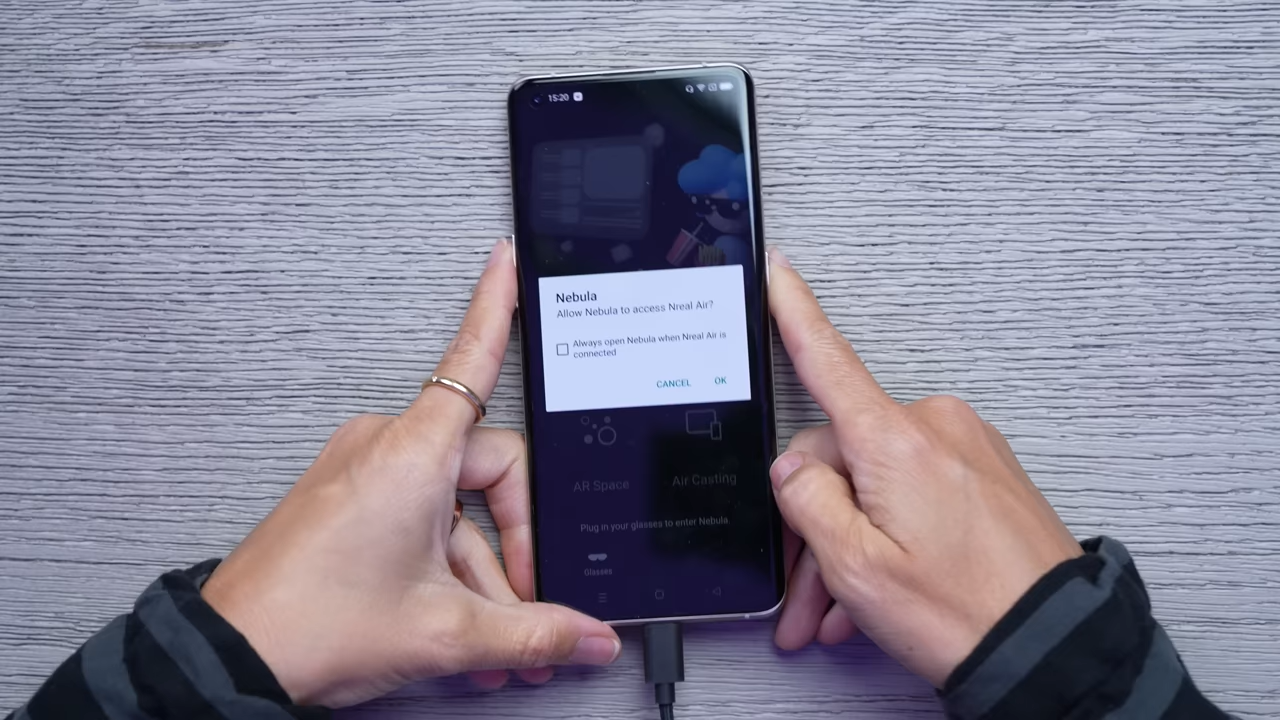 15:20
Nebula
Allow Nebula to access Nreal Air?
Always open Nebula when Nreal Air is
connected
CANCEL OK
AR Space Air Casting
Plug in your glasses to enter Nebula
Glasses